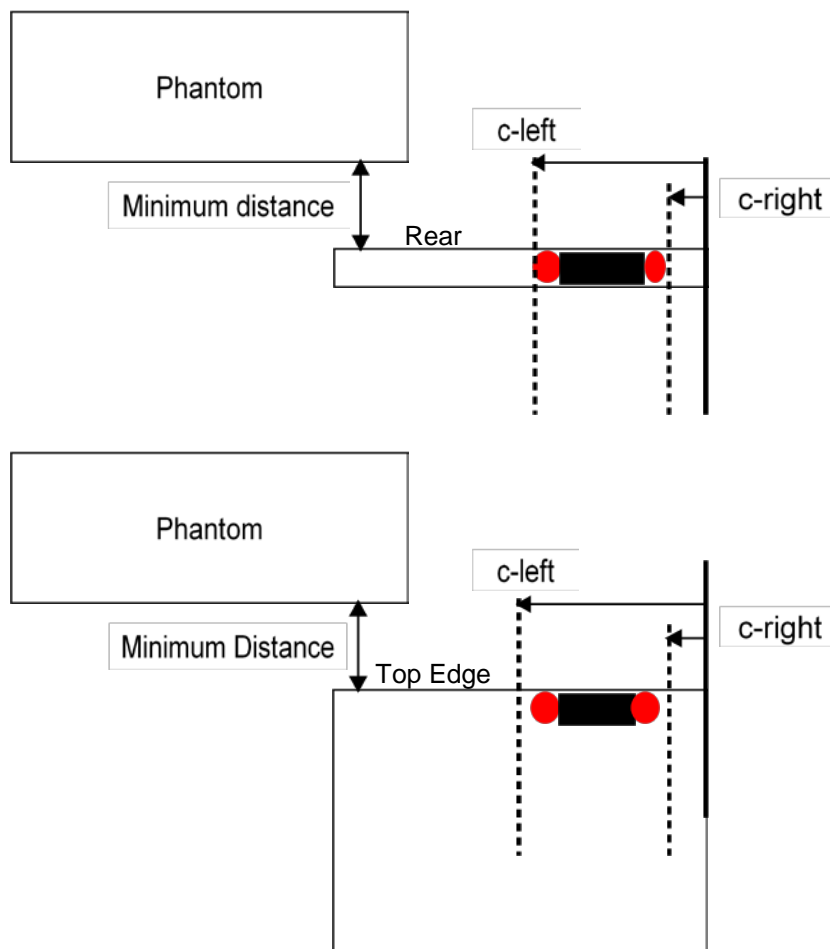 Phantom
c-left
c-right
Minimum distance
Rear
Phantom
c-left
c-right
Minimum Distance
Top Edge